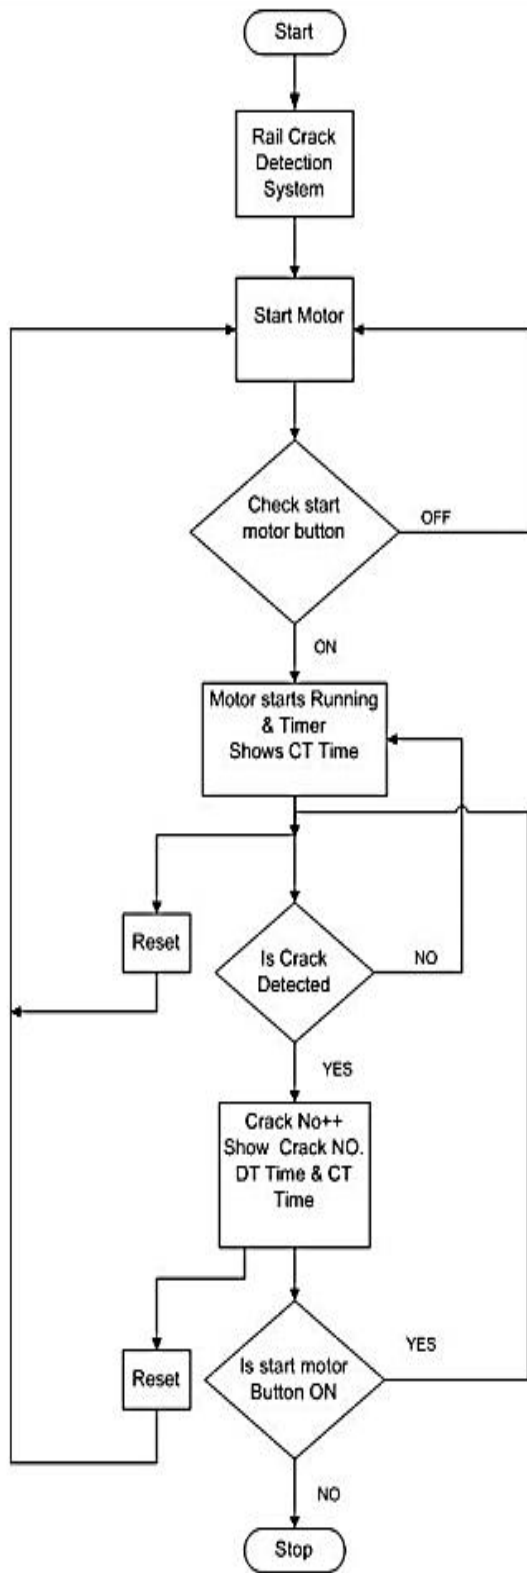 Start
Rail Crack
Detection
System
Start Motor
Check start
motor button
OFF
ON
Motor starts Running
& Timer
Shows CT Time
Reset
Is Crack
Detected
NO
YES
Crack No++
Show Crack NO.
DT Time & CT
Time
Reset
Is start motor
Button ON
YES
NO
Stop